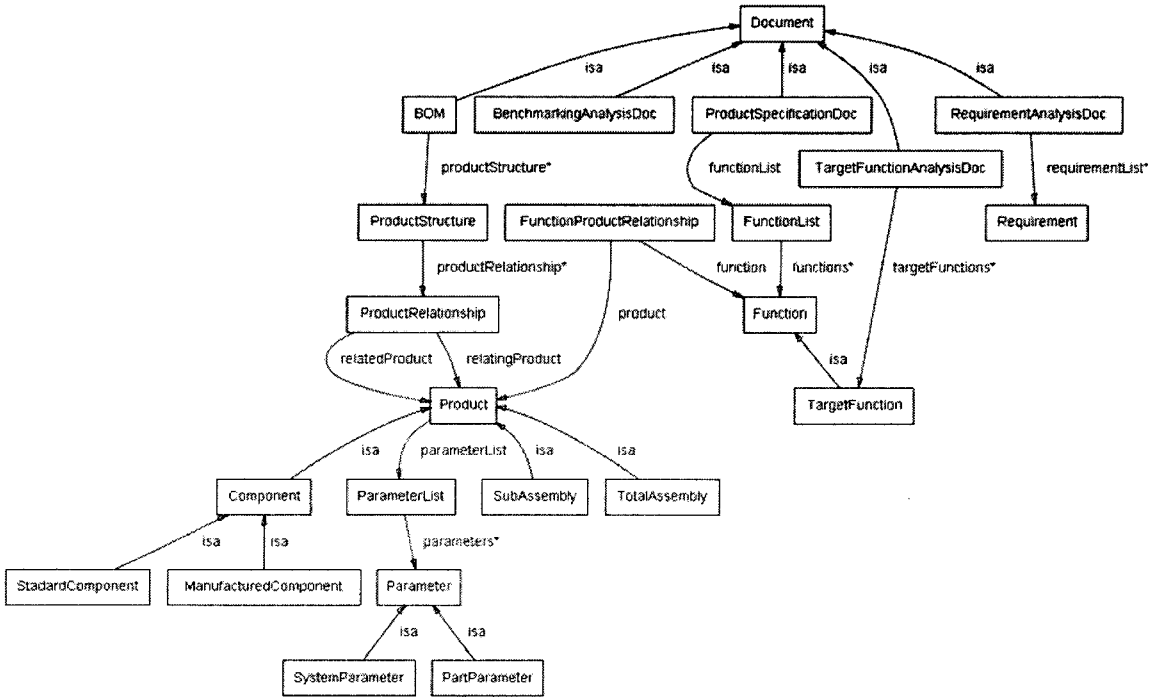 Document
isa
isa
isa
isa
isa
BOM
BenchmarkingAnalysisDoc
ProductSpecificationDoc
RequirementAnalysisDoc
productStructure*
functionList
TargetFunctionAnalysisDoc
requirementList*
ProductStructure
FunctionProductRelationship
FunctionList
Requirement
productRelationship*
function
functions*
targetFunctions*
ProductRelationship
product
Function
relatedProduct
relatingProduct
isa
Product
TargetFunction
isa
parameterList
isa
isa
Component
ParameterList
SubAssembly
TotalAssembly
isa
isa
parameters*
StadardComponent
ManufacturedComponent
Parameter
isa
isa
SystemParameter
PartParameter